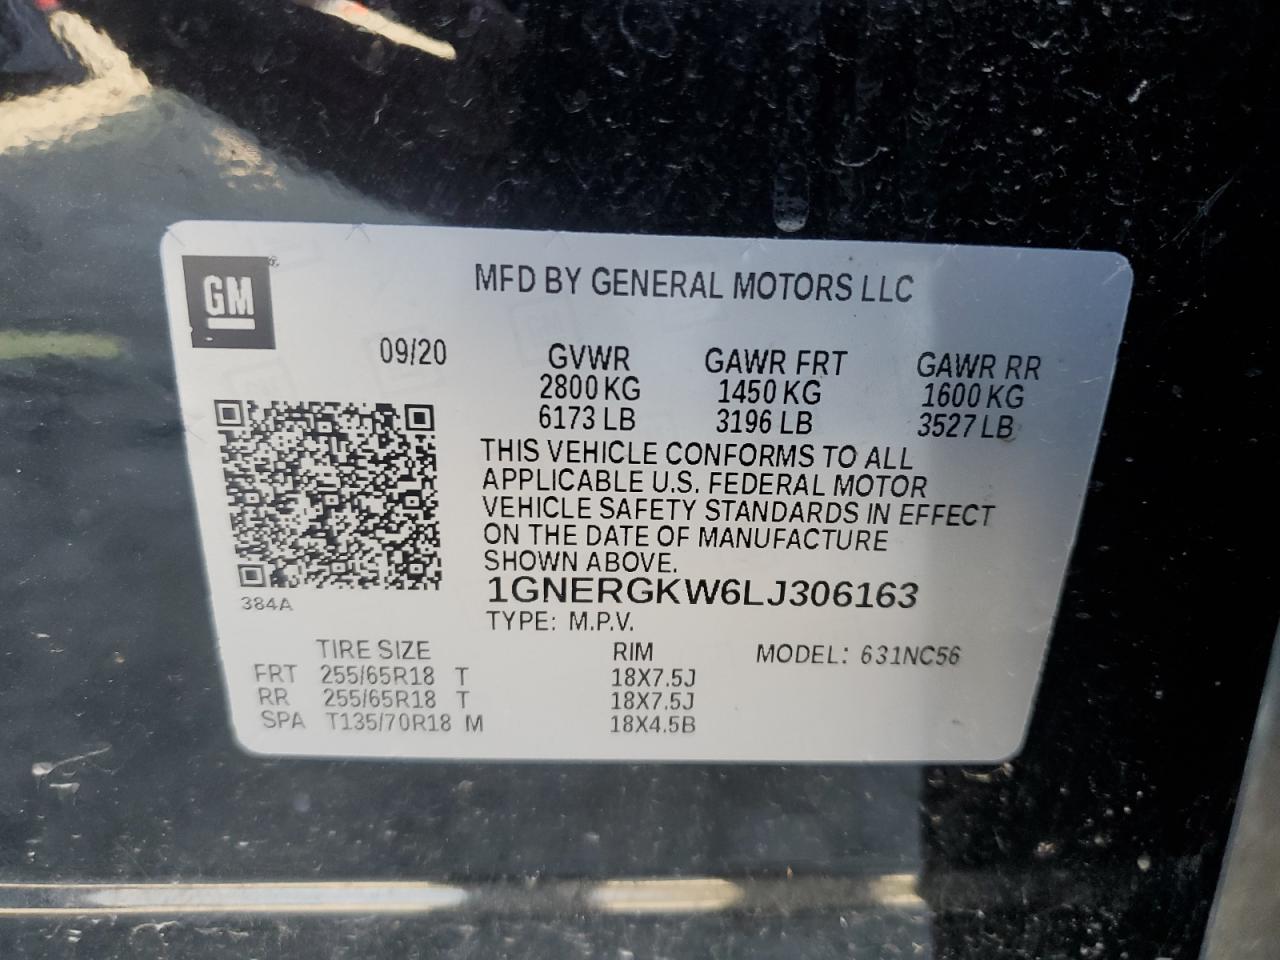 GM
MFD BY GENERAL MOTORS LLC
09/20
GVWR GAWR FRT GAWR RR
2800 KG 1450 KG 1600 KG
6173 LB 3196 LB 3527 LB
THIS VEHICLE CONFORMS TO ALL
APPLICABLE U.S. FEDERAL MOTOR
VEHICLE SAFETY STANDARDS IN EFFECT
ON THE DATE OF MANUFACTURE
SHOWN ABOVE.
1GNERGKW6LJ306163
384A
TYPE: M.P.V.
TIRE SIZE RIM MODEL: 631NC56
FRT 255/65R18 T 18X7.5J
RR 255/65R18 T 18X7.5J
SPA T135/70R18 M 18X4.5B